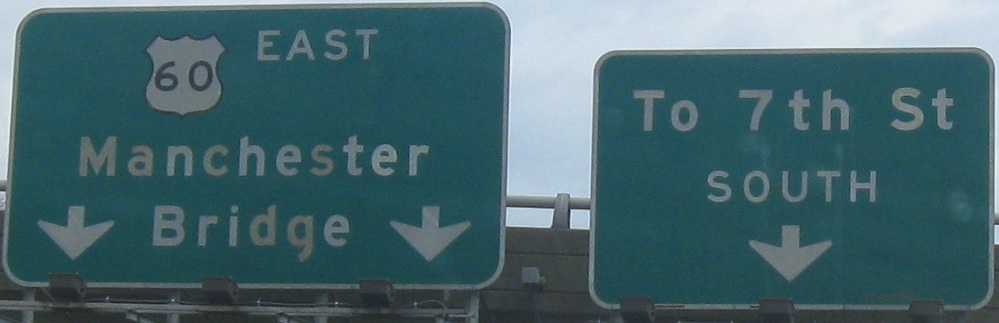 60 EAST
Manchester
Bridge
To 7th St
SOUTH